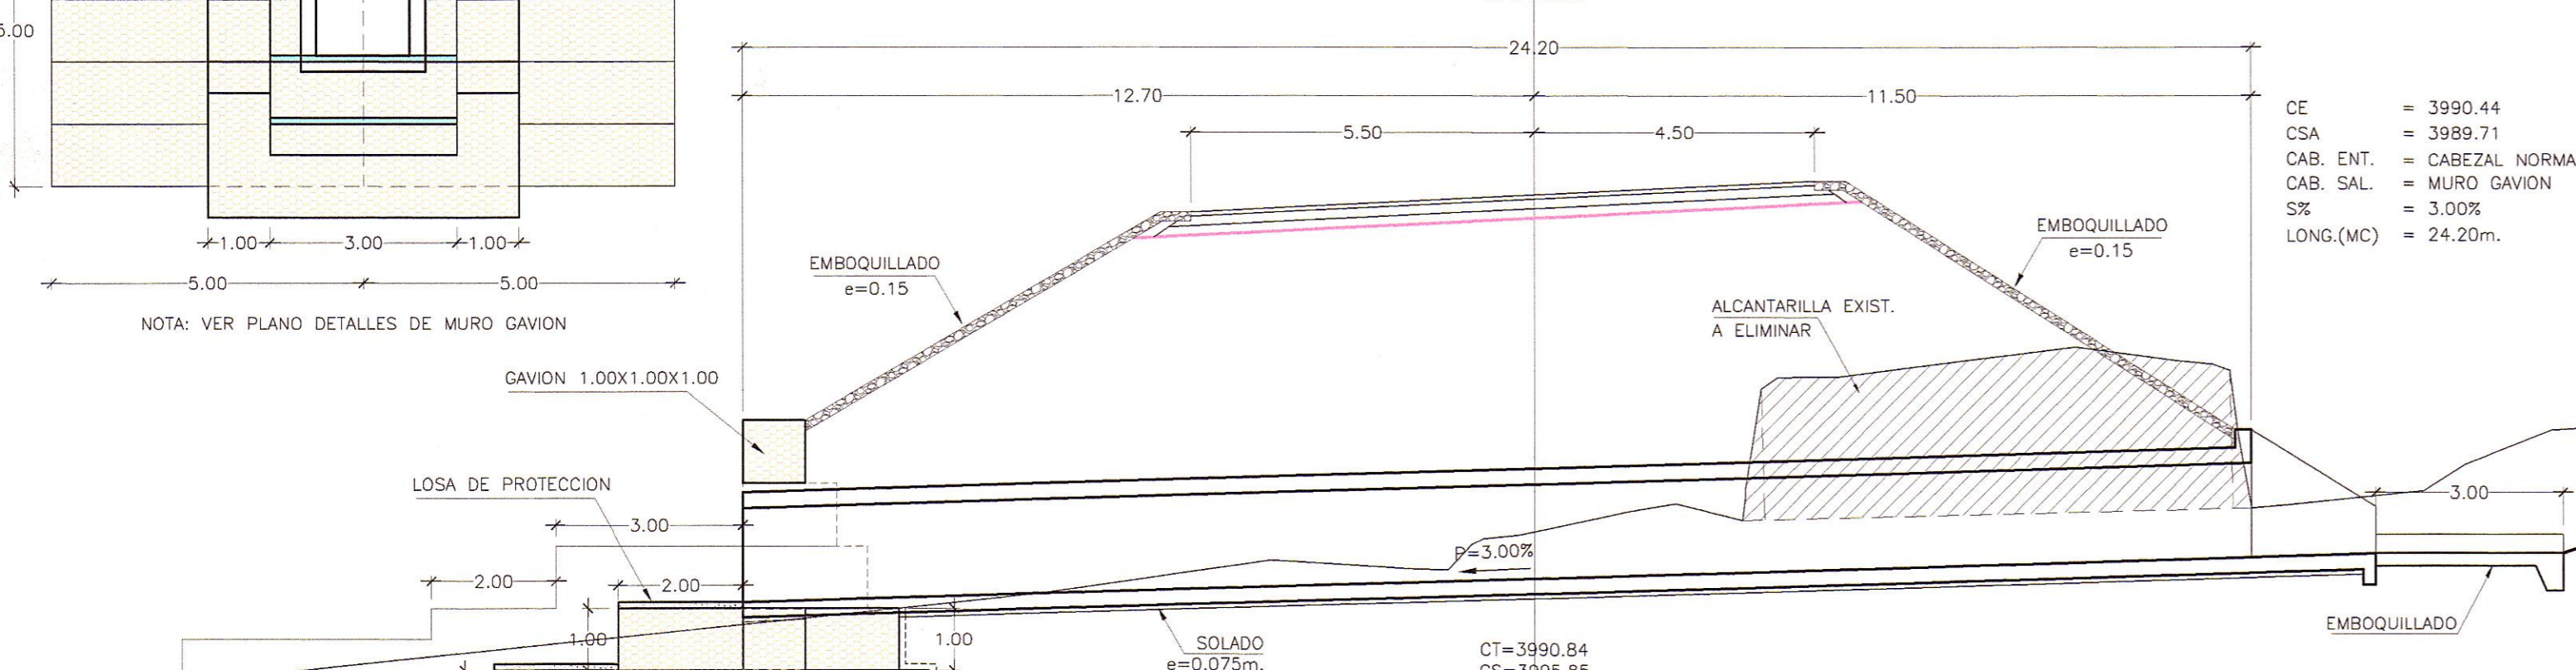 5.00
1.00 3.00 1.00
5.00 5.00
NOTA: VER PLANO DETALLES DE MURO GAVION
24.20
12.70 11.50
5.50 4.50
EMBOQUILLADO
e=0.15
GAVION 1.00X1.00X1.00
LOSA DE PROTECCION
3.00
2.00 2.00
1.00 1.00
SOLADO
e=0.075m.
P=3.00%
CT=3990.84
CS=3995.85
ALCANTARILLA EXIST.
A ELIMINAR
EMBOQUILLADO
e=0.15
3.00
EMBOQUILLADO
CE = 3990.44
CSA = 3989.71
CAB. ENT. = CABEZAL NORMA
CAB. SAL. = MURO GAVION
S% = 3.00%
LONG.(MC) = 24.20m.